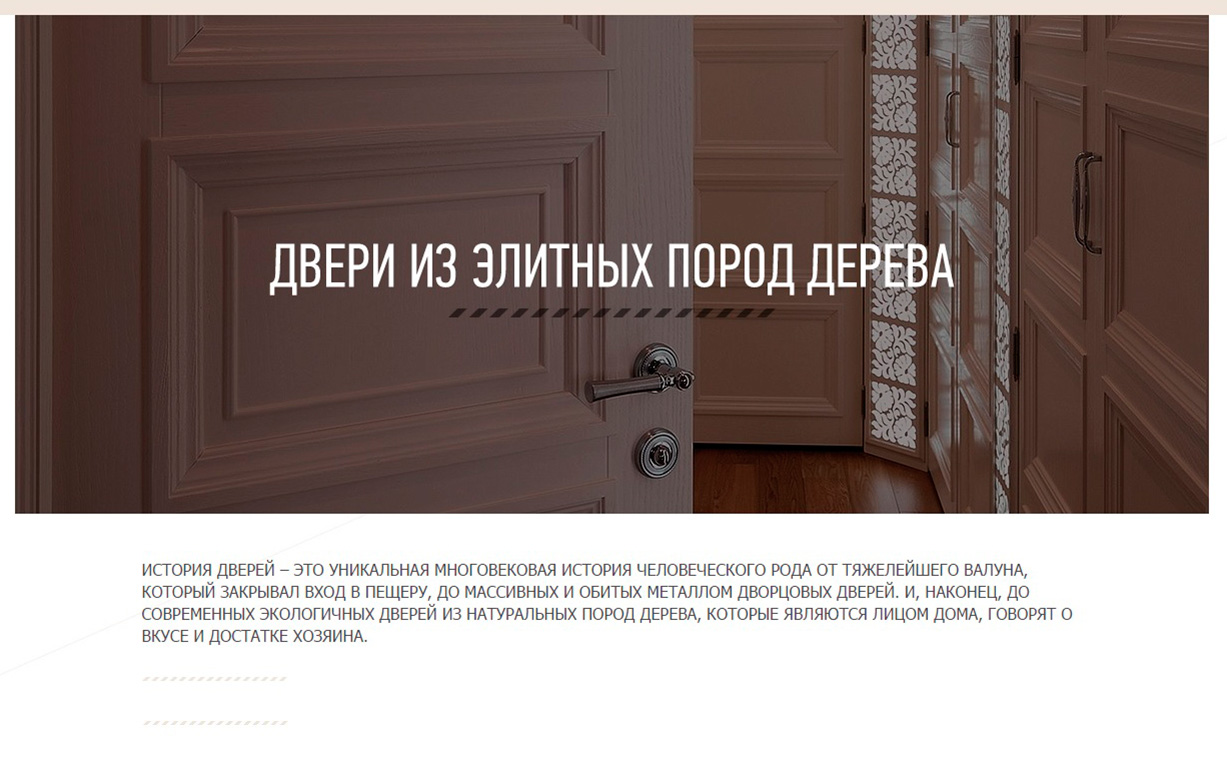 ДВЕРИ ИЗ ЭЛИТНЫХ ПОРОД ДЕРЕВА
ИСТОРИЯ ДВЕРЕЙ – ЭТО УНИКАЛЬНАЯ МНОГОВЕКОВАЯ ИСТОРИЯ ЧЕЛОВЕЧЕСКОГО РОДА ОТ ТЯЖЕЛЕЙШЕГО ВАЛУНА,
КОТОРЫЙ ЗАКРЫВАЛ ВХОД В ПЕЩЕРУ, ДО МАССИВНЫХ И ОБИТЫХ МЕТАЛЛОМ ДВОРЦОВЫХ ДВЕРЕЙ. И, НАКОНЕЦ, ДО
СОВРЕМЕННЫХ ЭКОЛОГИЧНЫХ ДВЕРЕЙ ИЗ НАТУРАЛЬНЫХ ПОРОД ДЕРЕВА, КОТОРЫЕ ЯВЛЯЮТСЯ ЛИЦОМ ДОМА, ГОВОРЯТ О
ВКУСЕ И ДОСТАТКЕ ХОЗЯИНА.